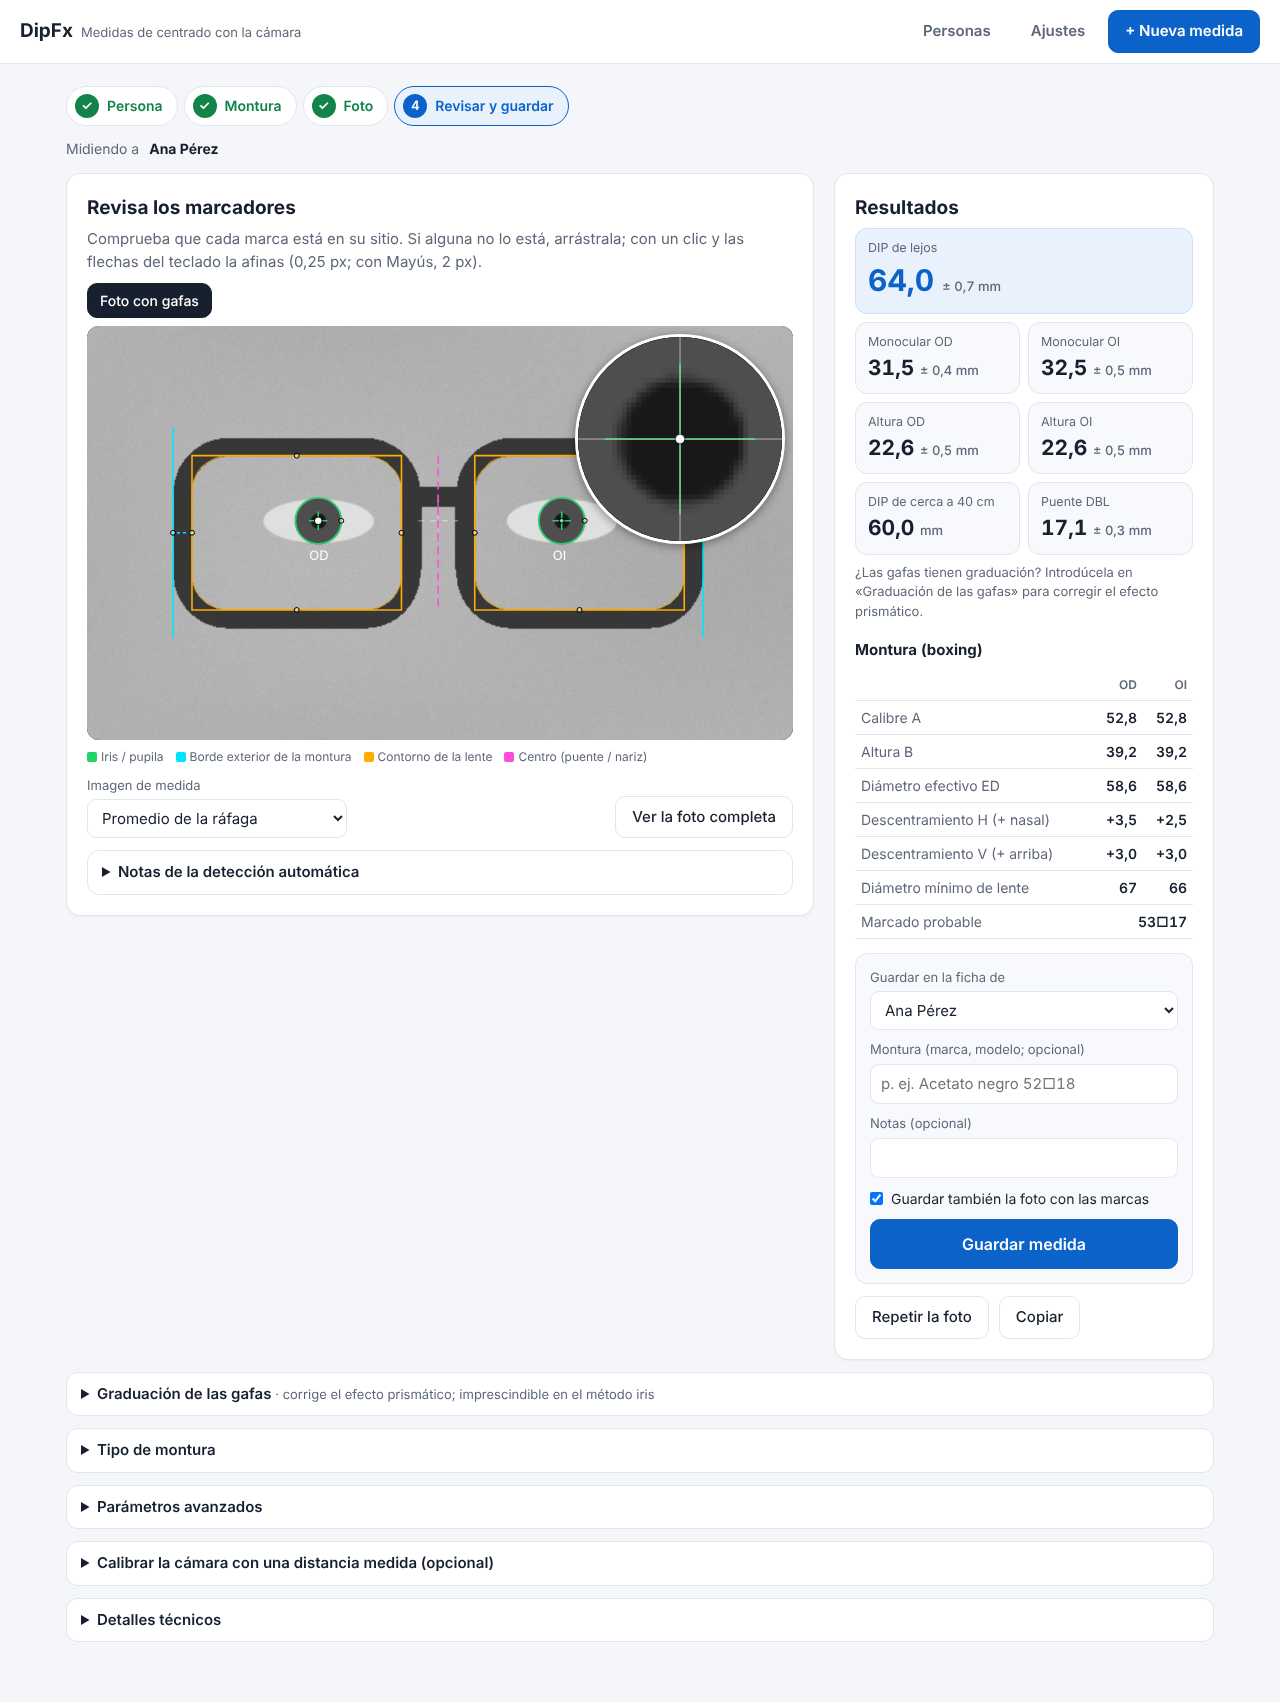 DipFx Medidas de centrado con la cámara
Personas
Ajustes
+ Nueva medida
Persona
Montura
Foto
4 Revisar y guardar
Midiendo a Ana Pérez
Revisa los marcadores
Comprueba que cada marca está en su sitio. Si alguna no lo está, arrástrala; con un clic y las
flechas del teclado la afinas (0,25 px; con Mayús, 2 px).
Foto con gafas
OD
OI
Iris / pupila
Borde exterior de la montura
Contorno de la lente
Centro (puente / nariz)
Imagen de medida
Promedio de la ráfaga
Ver la foto completa
▶ Notas de la detección automática
Resultados
DIP de lejos
64,0 ± 0,7 mm
Monocular OD
31,5 ± 0,4 mm
Monocular OI
32,5 ± 0,5 mm
Altura OD
22,6 ± 0,5 mm
Altura OI
22,6 ± 0,5 mm
DIP de cerca a 40 cm
60,0 mm
Puente DBL
17,1 ± 0,3 mm
¿Las gafas tienen graduación? Introdúcela en
«Graduación de las gafas» para corregir el efecto
prismático.
Montura (boxing)
OD OI
Calibre A 52,8 52,8
Altura B 39,2 39,2
Diámetro efectivo ED 58,6 58,6
Descentramiento H (+ nasal) +3,5 +2,5
Descentramiento V (+ arriba) +3,0 +3,0
Diámetro mínimo de lente 67 66
Marcado probable 53□17
Guardar en la ficha de
Ana Pérez
Montura (marca, modelo; opcional)
p. ej. Acetato negro 52□18
Notas (opcional)
Guardar también la foto con las marcas
Guardar medida
Repetir la foto
Copiar
▶ Graduación de las gafas · corrige el efecto prismático; imprescindible en el método iris
▶ Tipo de montura
▶ Parámetros avanzados
▶ Calibrar la cámara con una distancia medida (opcional)
▶ Detalles técnicos